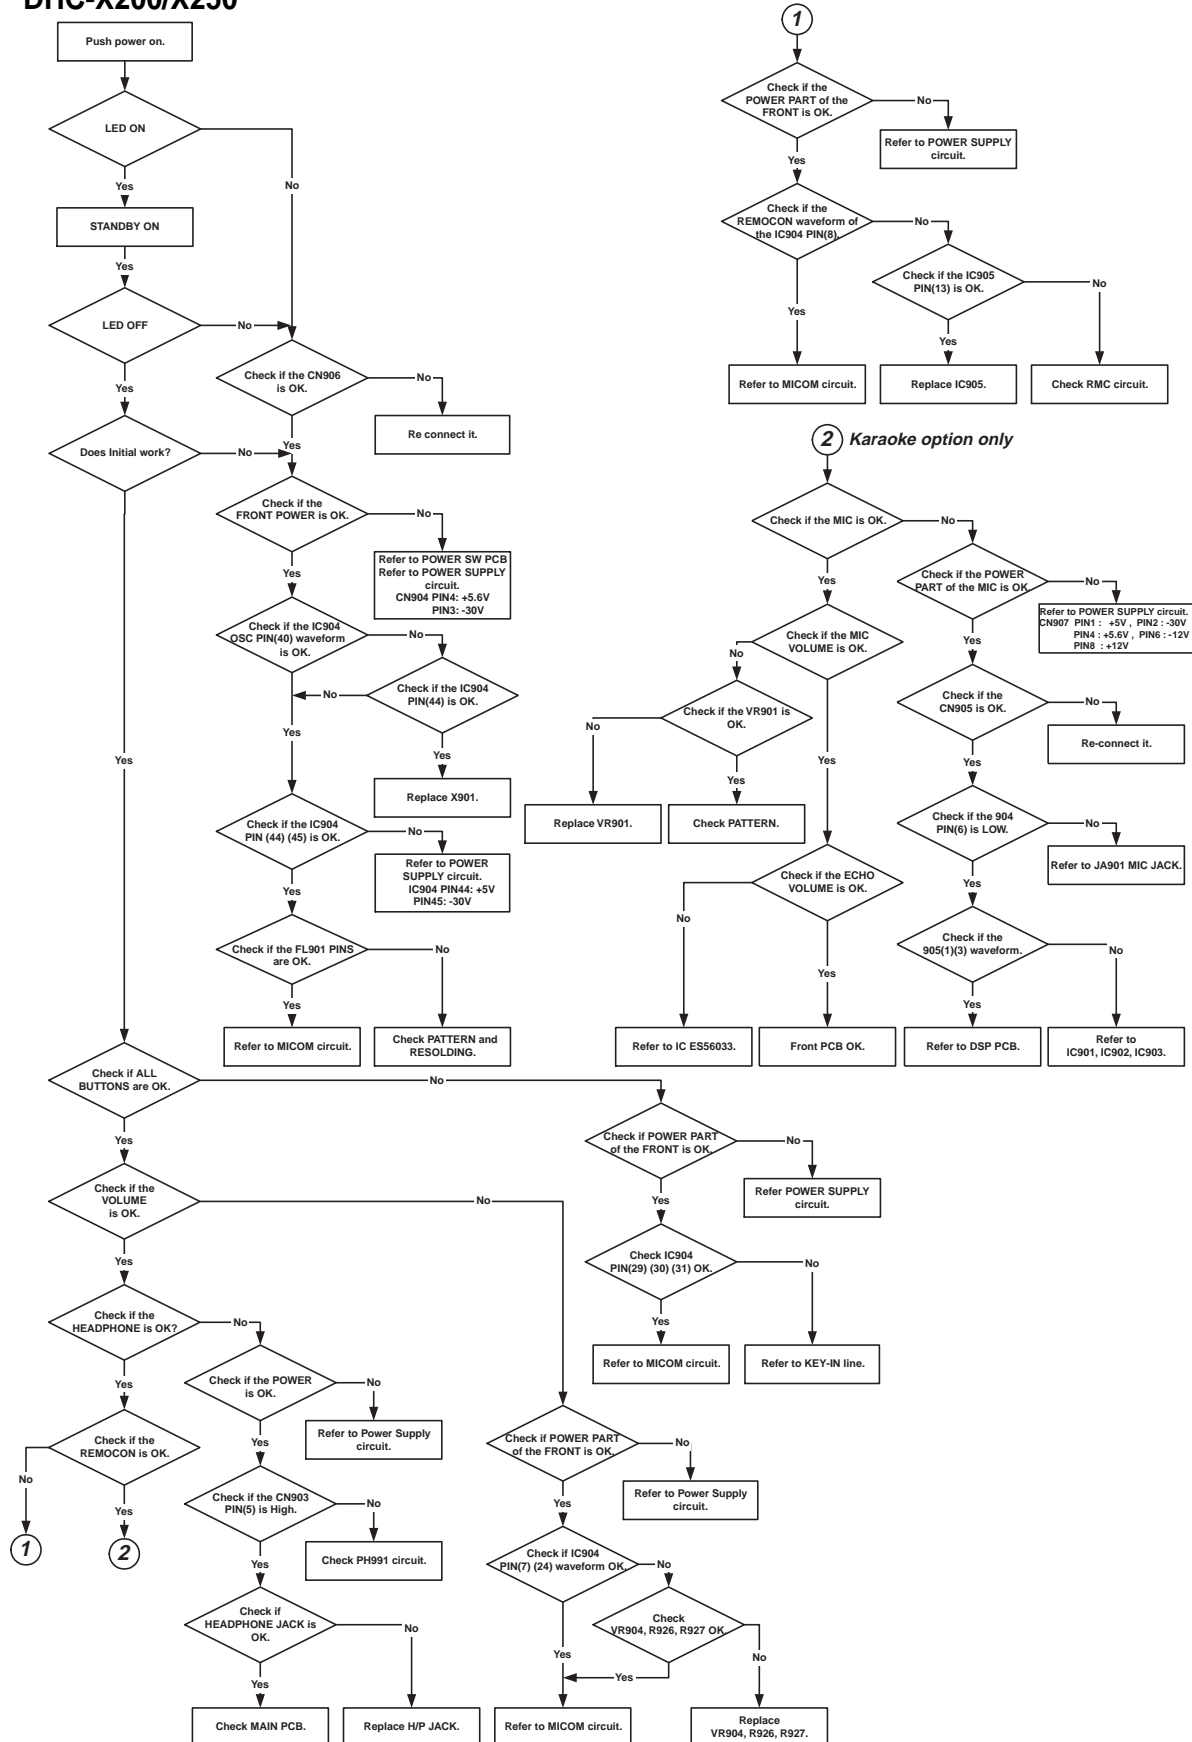 DHC-X200/X250
Push power on.
LED ON
Yes
No
STANDBY ON
Yes
LED OFF
No
Yes
Check if the CN906
is OK.
No
Re connect it.
Yes
Does Initial work?
No
Yes
Check if the
FRONT POWER is OK.
No
Refer to POWER SW PCB
Refer to POWER SUPPLY
circuit.
CN904 PIN4: +5.6V
PIN3: -30V
Yes
Check if the IC904
OSC PIN(40) waveform
is OK.
No
Check if the IC904
PIN(44) is OK.
No
Yes
Replace X901.
Yes
Check if the IC904
PIN (44) (45) is OK.
No
Refer to POWER
SUPPLY circuit.
IC904 PIN44: +5V
PIN45: -30V
Yes
Check if the FL901 PINS
are OK.
No
Yes
Refer to MICOM circuit.
Check PATTERN and
RESOLDING.
Check if ALL
BUTTONS are OK.
No
Check if POWER PART
of the FRONT is OK.
No
Refer POWER SUPPLY
circuit.
Yes
Check IC904
PIN(29) (30) (31) OK.
No
Yes
Refer to MICOM circuit.
Refer to KEY-IN line.
Yes
Check if the
VOLUME
is OK.
No
Yes
Check if the
HEADPHONE is OK?
No
Check if the POWER
is OK.
No
Refer to Power Supply
circuit.
Yes
Check if the CN903
PIN(5) is High.
No
Check PH991 circuit.
Yes
Check if
HEADPHONE JACK is
OK.
No
Yes
Check MAIN PCB.
Replace H/P JACK.
Yes
Check if the
REMOCON is OK.
No
Yes
1
2
Check if POWER PART
of the FRONT is OK.
No
Refer to Power Supply
circuit.
Yes
Check if IC904
PIN(7) (24) waveform OK.
No
Check
VR904, R926, R927 OK.
Yes
Yes
No
Refer to MICOM circuit.
Replace
VR904, R926, R927.
1
Check if the
POWER PART of the
FRONT is OK.
No
Refer to POWER SUPPLY
circuit.
Yes
Check if the
REMOCON waveform of
the IC904 PIN(8).
No
Check if the IC905
PIN(13) is OK.
No
Yes
Yes
Refer to MICOM circuit.
Replace IC905.
Check RMC circuit.
2 Karaoke option only
Check if the MIC is OK.
No
Check if the POWER
PART of the MIC is OK
No
Refer to POWER SUPPLY circuit.
CN907 PIN1 : +5V , PIN2 : -30V
PIN4 : +5.6V , PIN6 : -12V
PIN8 : +12V
Yes
Check if the MIC
VOLUME is OK.
No
Check if the VR901 is
OK.
No
Yes
Replace VR901.
Check PATTERN.
Yes
Yes
Check if the
CN905 is OK.
No
Re-connect it.
Yes
Check if the 904
PIN(6) is LOW.
No
Refer to JA901 MIC JACK.
Yes
Check if the ECHO
VOLUME is OK.
No
Yes
Check if the
905(1)(3) waveform.
No
Yes
Refer to IC ES56033.
Front PCB OK.
Refer to DSP PCB.
Refer to
IC901, IC902, IC903.